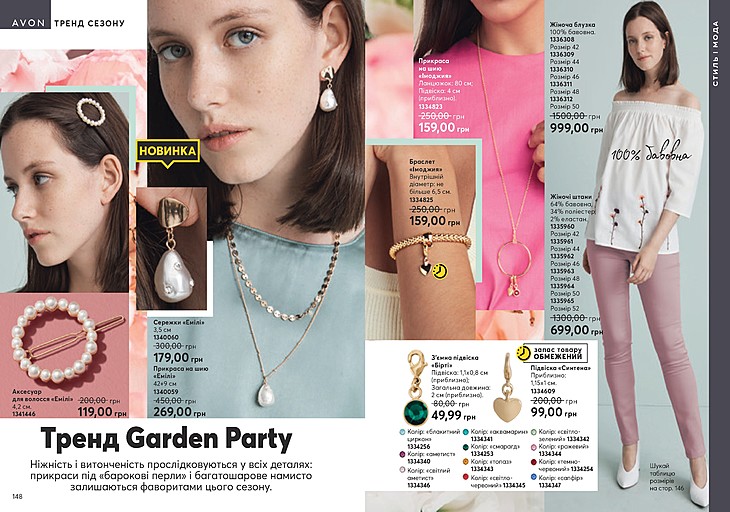 AVON ТРЕНД СЕЗОНУ
НОВИНКА
Сережки «Емілі»
3,5 см
1340060
300,00 грн
179,00 грн
Прикраса на шию
«Емілі»
42+9 см
1340059
450,00 грн
269,00 грн
Аксесуар
для волосся «Емілі»
4,2 см.
1341446
200,00 грн
119,00 грн
Тренд Garden Party
Ніжність і витонченість прослідковуються у всіх деталях:
прикраси під «барокові перли» і багатошарове намисто
залишаються фаворитами цього сезону.
148
Прикраса
на шию
«Імоджия»
Ланцюжок: 80 см;
Підвіска: 4 см
(приблизно).
1334823
250,00 грн
159,00 грн
Браслет
«Імоджия»
Внутрішній
діаметр: не
більше 6,5 см.
1334825
250,00 грн
159,00 грн
З'ємна підвіска
«Бірті»
Підвіска: 1,1х0,8 см
(приблизно);
Загальна довжина:
2 см (приблизно).
80,00 грн
49,99 грн
запас товару
ОБМЕЖЕНИЙ
Підвіска «Синтена»
Приблизно:
1,15х1 см.
1334609
200,00 грн
99,00 грн
Колір: «блакитний
циркон»
1334256
Колір: «аметист»
1334340
Колір: «світлий
аметист»
1334346
Колір: «аквамарин»
1334341
Колір: «смарагд»
1334253
Колір: «топаз»
1334343
Колір: «світло-
червоний» 1334345
Колір: «світло-
зелений» 1334342
Колір: «рожевий»
1334344
Колір: «темно-
червоний» 1334254
Колір: «сапфір»
1334347
Жіноча блузка
100% бавовна.
1336308
Розмір 42
1336309
Розмір 44
1336310
Розмір 46
1336311
Розмір 48
1336312
Розмір 50
1500,00 грн
999,00 грн
100% бавовна
Жіночі штани
64% бавовна,
34% поліестер,
2% еластан.
1335960
Розмір 42
1335961
Розмір 44
1335962
Розмір 46
1335963
Розмір 48
1335964
Розмір 50
1335965
Розмір 52
1300,00 грн
699,00 грн
Шукай
таблицю
розмірів
на стор. 146
СТИЛЬ І МОДА